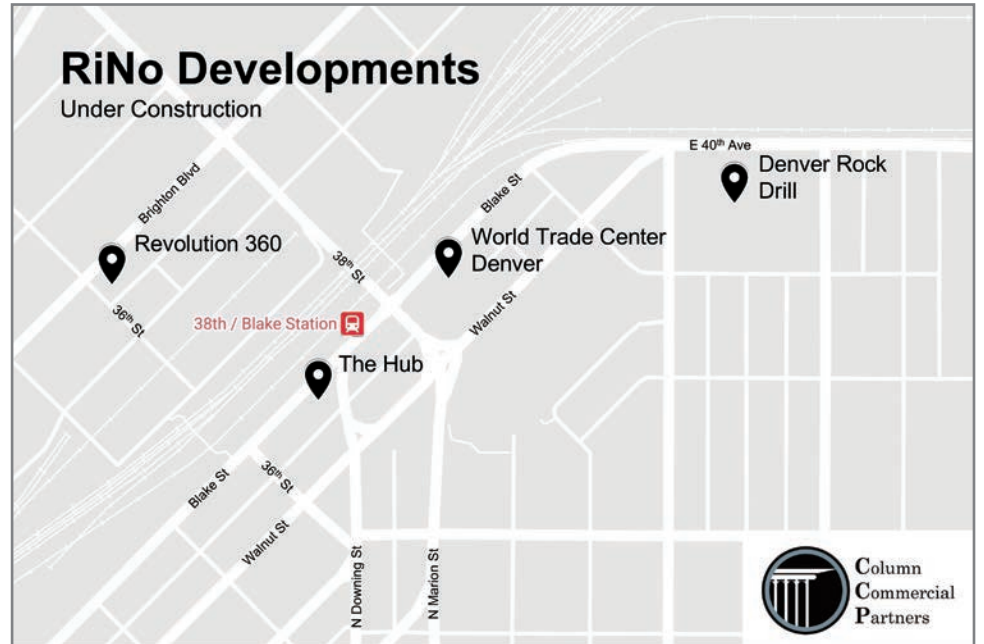 RiNo Developments
Under Construction
E 40th Ave
Denver Rock
Drill
Brighton Blvd
Blake St
Revolution 360
World Trade Center
Denver
38th St
Walnut St
36th St
38th / Blake Station
The Hub
36th St
Blake St
Walnut St
N Downing St
N Marion St
Column
Commercial
Partners